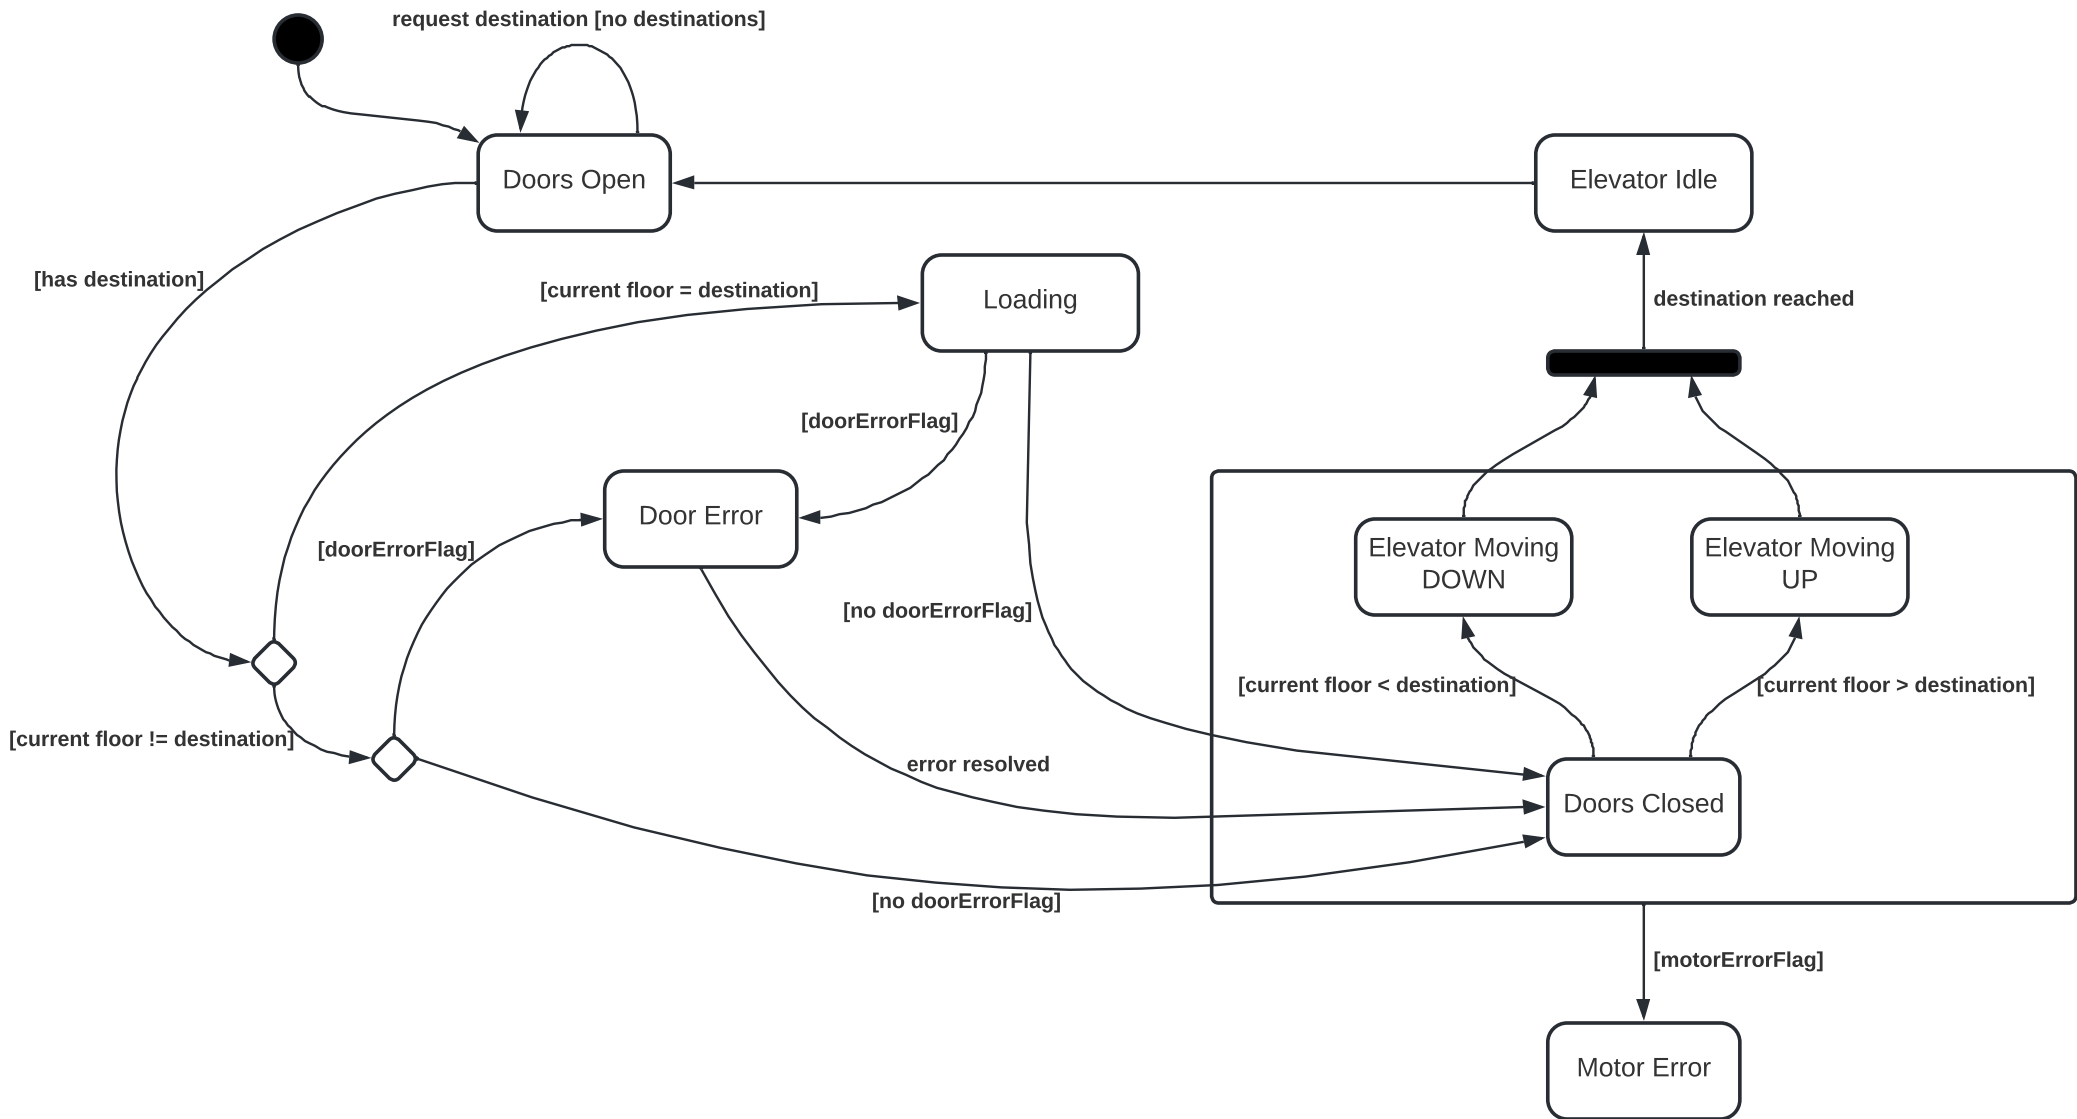 request destination [no destinations]
Doors Open
Elevator Idle
[has destination]
[current floor = destination]
Loading
destination reached
[doorErrorFlag]
Door Error
[doorErrorFlag]
Elevator Moving
DOWN
Elevator Moving
UP
[no doorErrorFlag]
[current floor < destination]
[current floor > destination]
[current floor != destination]
error resolved
Doors Closed
[no doorErrorFlag]
[motorErrorFlag]
Motor Error